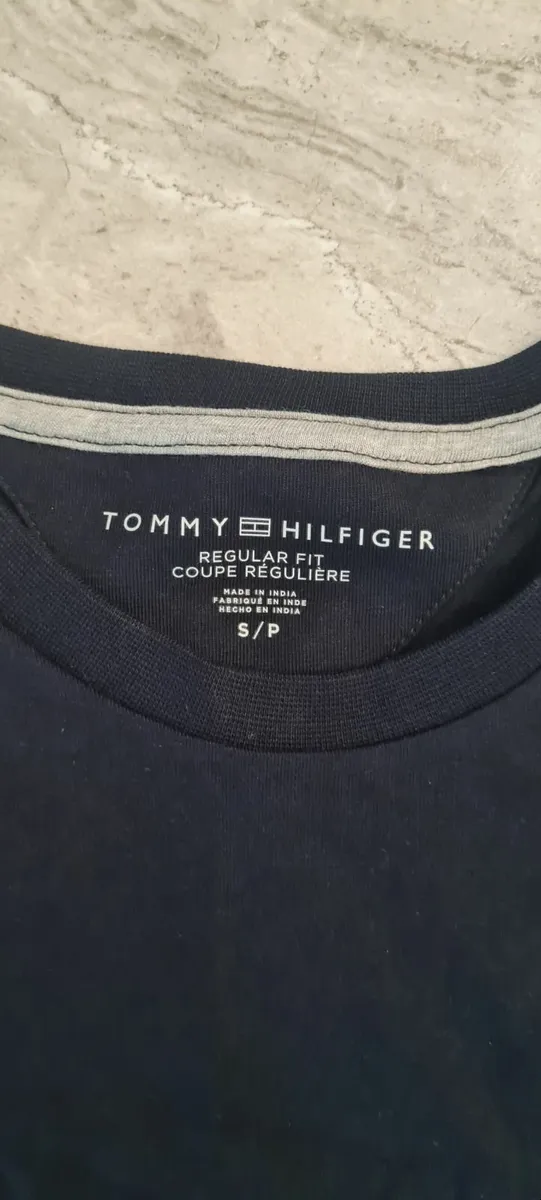 TOMMY HILFIGER
REGULAR FIT
COUPE RÉGULIÈRE
MADE IN INDIA
FABRIQUÉ EN INDE
HECHO EN INDIA
S/P